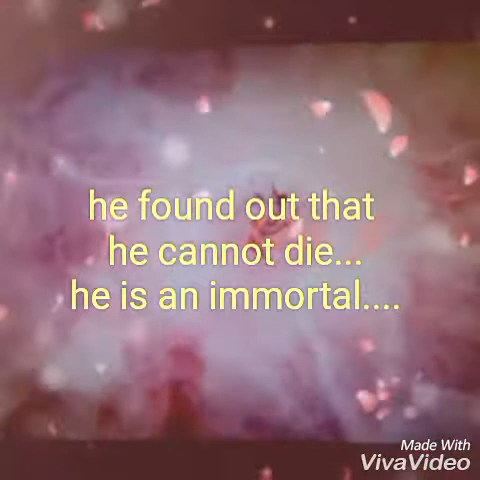 he found out that
he cannot die...
he is an immortal....
Made With
VivaVideo